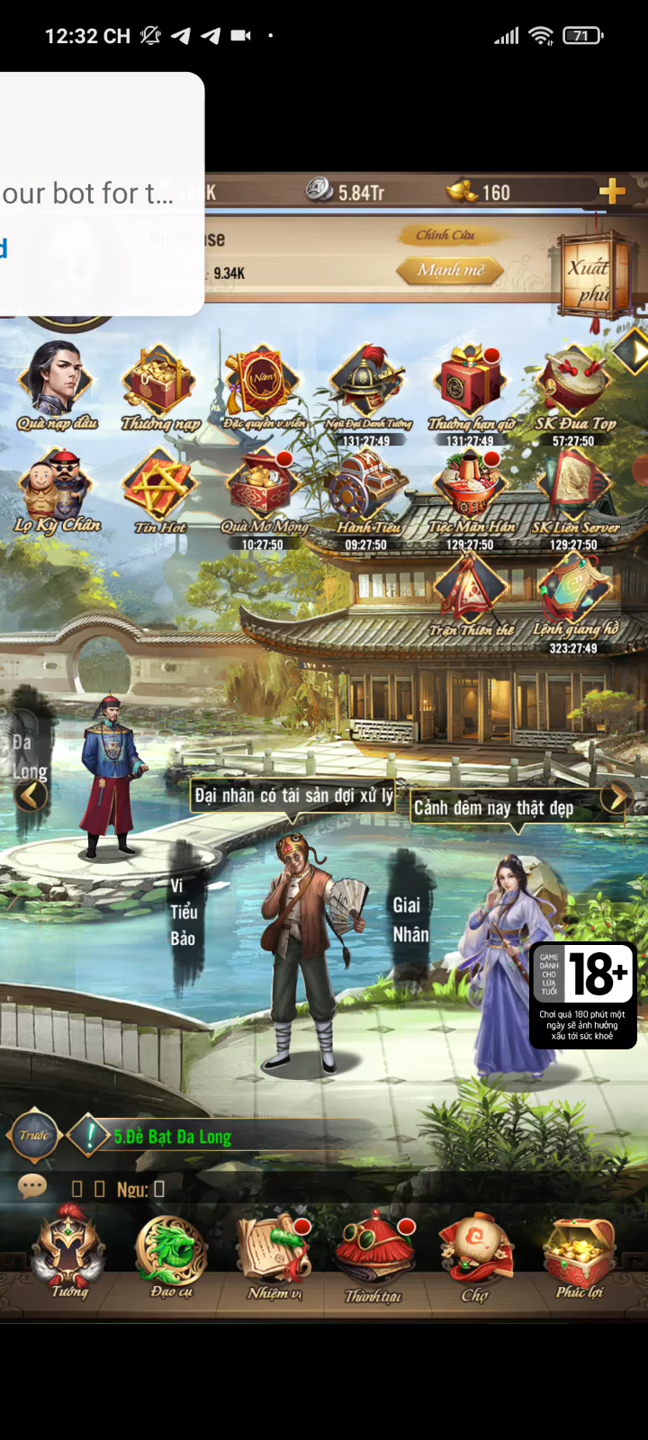 12:32 CH
71
our bot for t...
d
K
5.84Tr
160
se
Chính Cửu
9.34K
Mạnh mẽ
Xuất
phủ
Quà nạp đầu
Thưởng nạp
Năm
Đặc quyền v.viễn
Ngũ Đại Danh Tướng
131:27:49
Thưởng hạn giờ
131:27:49
SK Đua Top
57:27:50
Lọ Kỳ Chân
Tin Hot
Quà Mơ Mộng
10:27:50
Hành Tiêu
09:27:50
Tiệc Mãn Hán
129:27:50
SK Liên Server
129:27:50
Trận Thiên thê
Lệnh giang hồ
323:27:49
Đa
Long
Đại nhân có tài sản đợi xử lý
Cảnh đêm nay thật đẹp
Vi
Tiểu
Bảo
Giai
Nhân
GAME
DÀNH
CHO
LỨA
TUỔI
18+
Chơi quá 180 phút một
ngày sẽ ảnh hưởng
xấu tới sức khoẻ
Trước
5.Đề Bạt Đa Long
Ngu:
Tướng
Đạo cụ
Nhiệm vụ
Thành tựu
Chợ
Phúc lợi